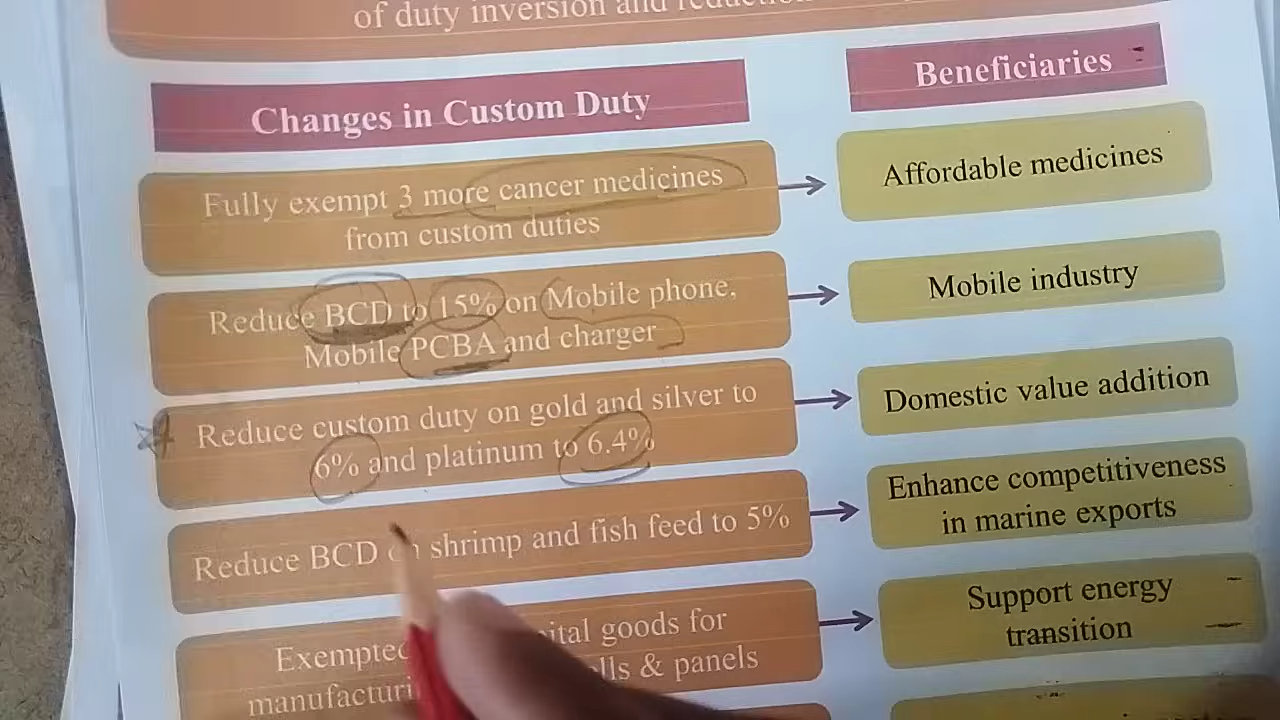 of duty inversion and reduction
Changes in Custom Duty
Beneficiaries
Fully exempt 3 more cancer medicines
from custom duties
Affordable medicines
Reduce BCD to 15% on Mobile phone,
Mobile PCBA and charger
Mobile industry
Reduce custom duty on gold and silver to
6% and platinum to 6.4%
Domestic value addition
Reduce BCD on shrimp and fish feed to 5%
Enhance competitiveness
in marine exports
Exempted goods for
& panels
Support energy
transition